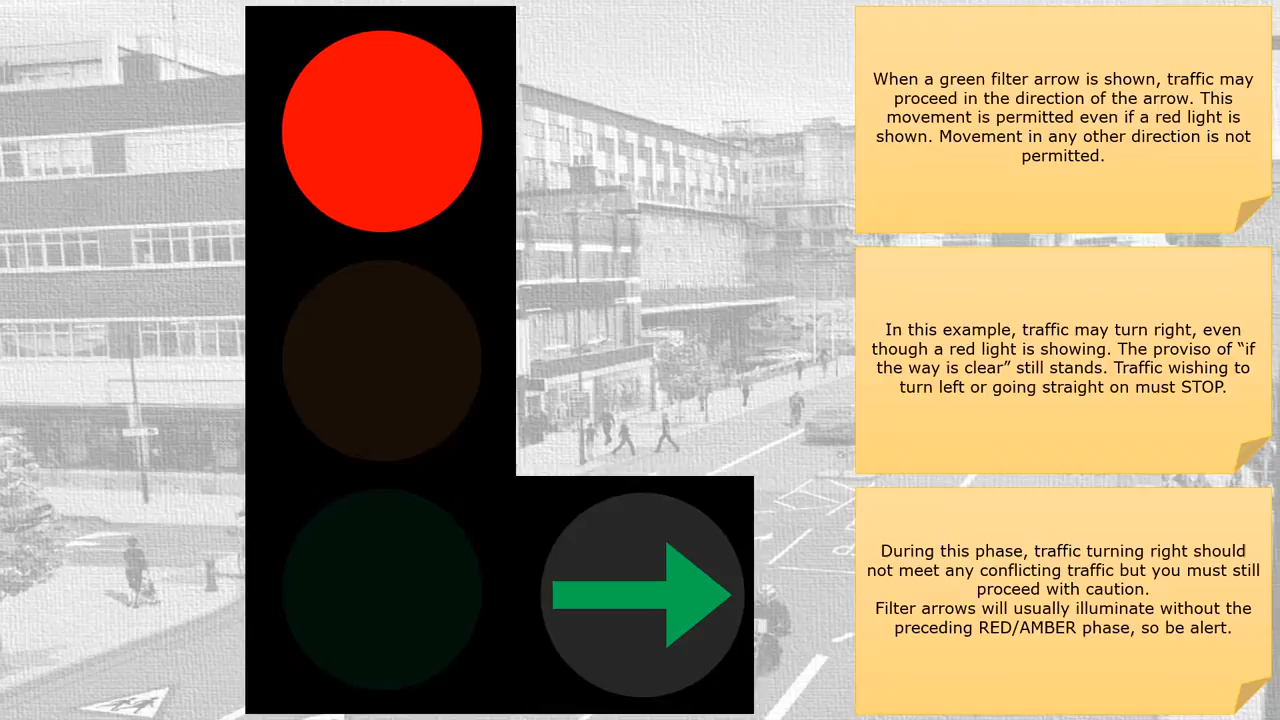 When a green filter arrow is shown, traffic may
proceed in the direction of the arrow. This
movement is permitted even if a red light is
shown. Movement in any other direction is not
permitted.
In this example, traffic may turn right, even
though a red light is showing. The proviso of “if
the way is clear” still stands. Traffic wishing to
turn left or going straight on must STOP.
During this phase, traffic turning right should
not meet any conflicting traffic but you must still
proceed with caution.
Filter arrows will usually illuminate without the
preceding RED/AMBER phase, so be alert.